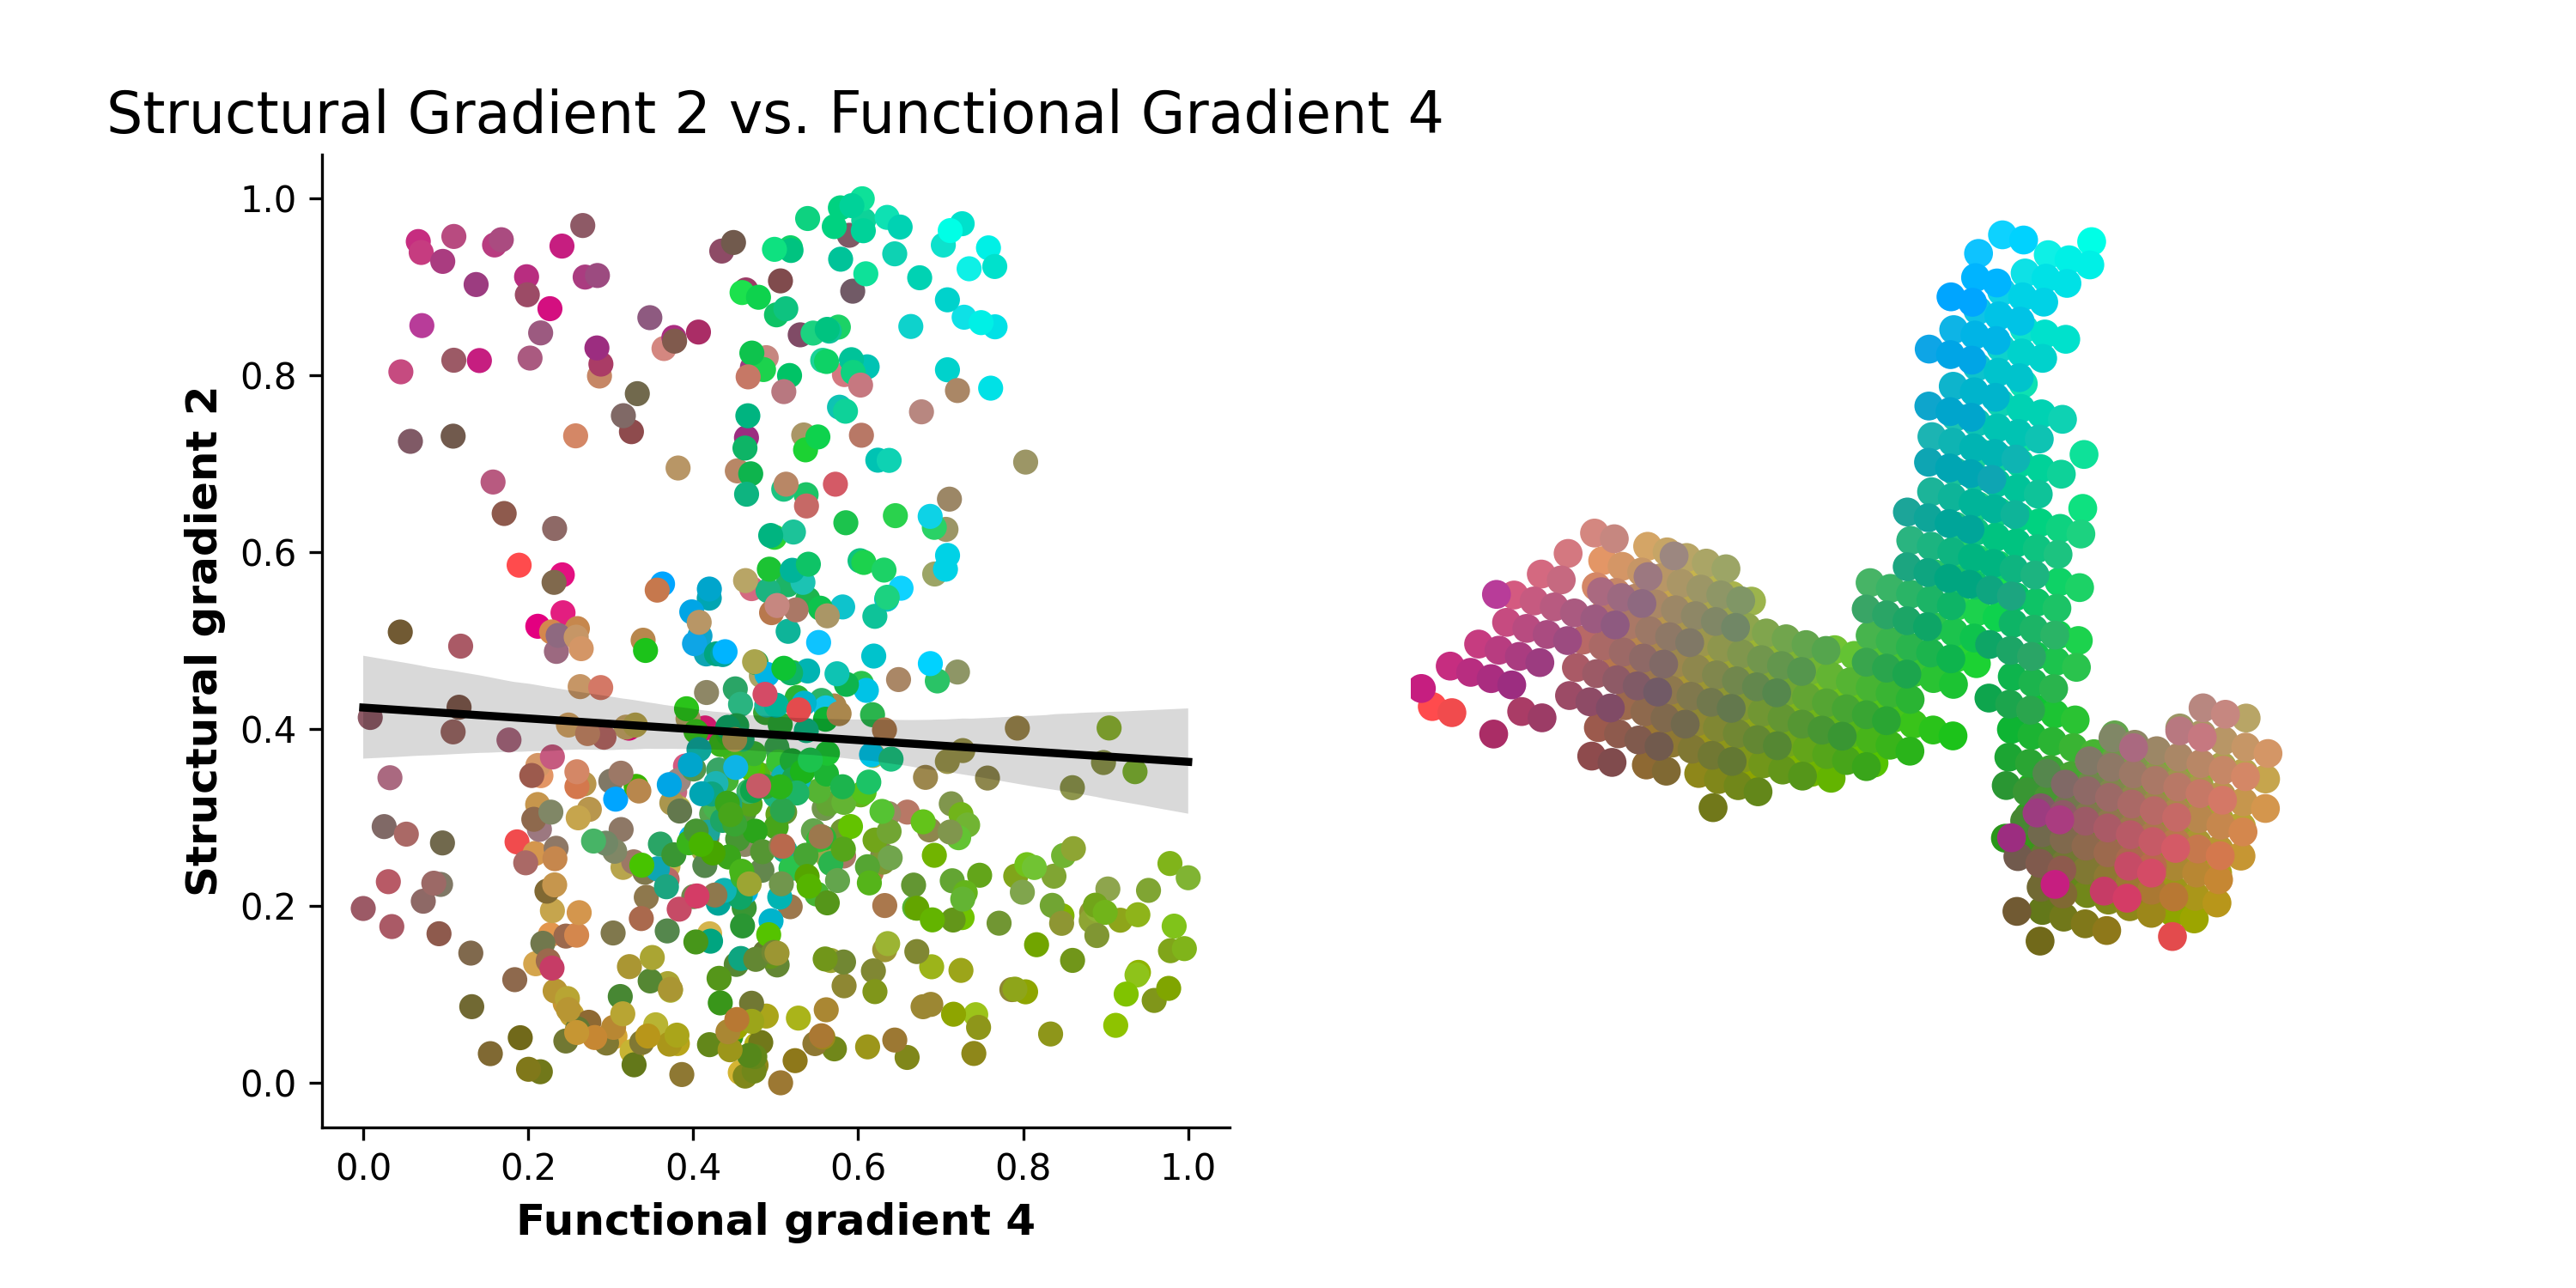 Structural Gradient 2 vs. Functional Gradient 4
Structural gradient 2
1.0
0.8
0.6
0.4
0.2
0.0
0.0 0.2 0.4 0.6 0.8 1.0
Functional gradient 4